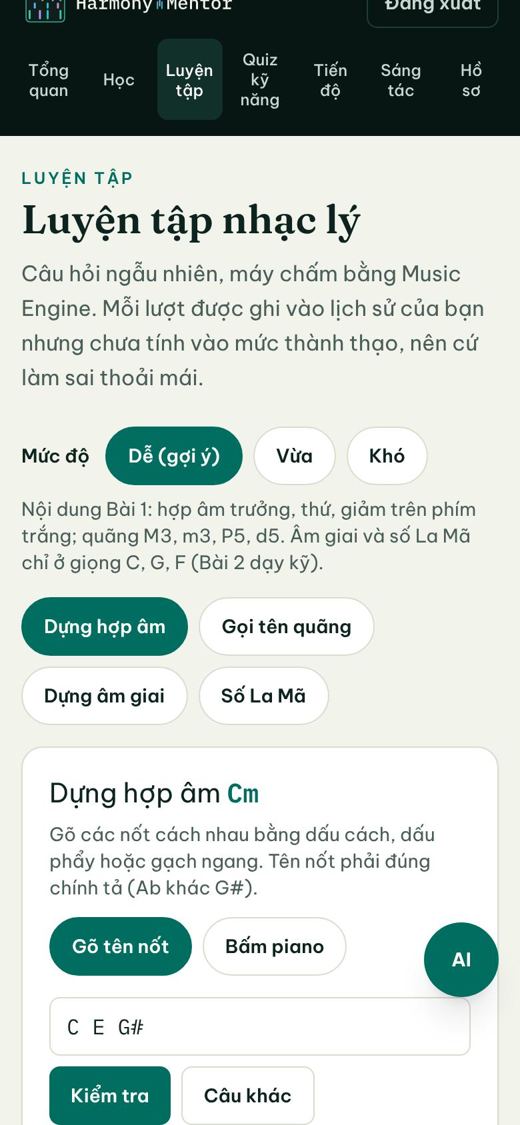 Harmony Mentor
Đăng xuất
Tổng quan
Học
Luyện tập
Quiz kỹ năng
Tiến độ
Sáng tác
Hồ sơ
LUYỆN TẬP
Luyện tập nhạc lý
Câu hỏi ngẫu nhiên, máy chấm bằng Music
Engine. Mỗi lượt được ghi vào lịch sử của bạn
nhưng chưa tính vào mức thành thạo, nên cứ
làm sai thoải mái.
Mức độ Dễ (gợi ý) Vừa Khó
Nội dung Bài 1: hợp âm trưởng, thứ, giảm trên phím
trắng; quãng M3, m3, P5, d5. Âm giai và số La Mã
chỉ ở giọng C, G, F (Bài 2 dạy kỹ).
Dựng hợp âm Gọi tên quãng
Dựng âm giai Số La Mã
Dựng hợp âm Cm
Gõ các nốt cách nhau bằng dấu cách, dấu
phẩy hoặc gạch ngang. Tên nốt phải đúng
chính tả (Ab khác G#).
Gõ tên nốt Bấm piano
AI
C E G#
Kiểm tra Câu khác